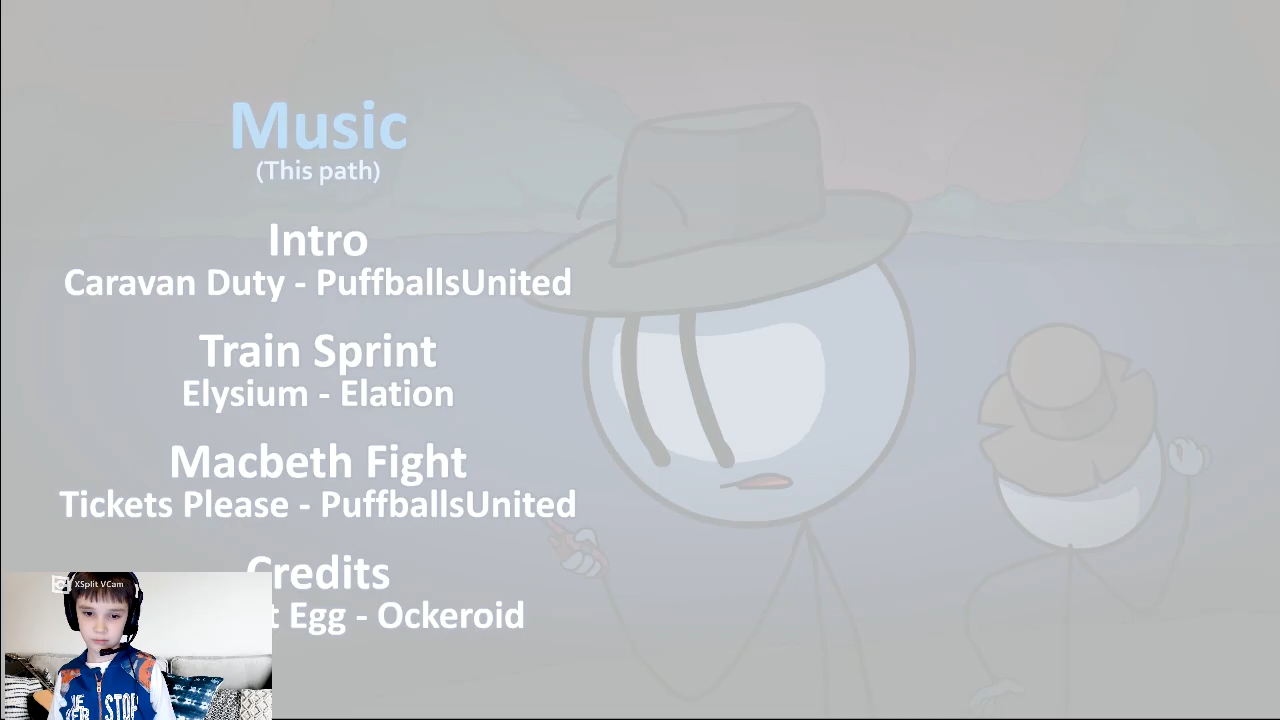 Music
(This path)
Intro
Caravan Duty - PuffballsUnited
Train Sprint
Elysium - Elation
Macbeth Fight
Tickets Please - PuffballsUnited
Credits
Egg - Ockeroid
XSplit VCam
STOP